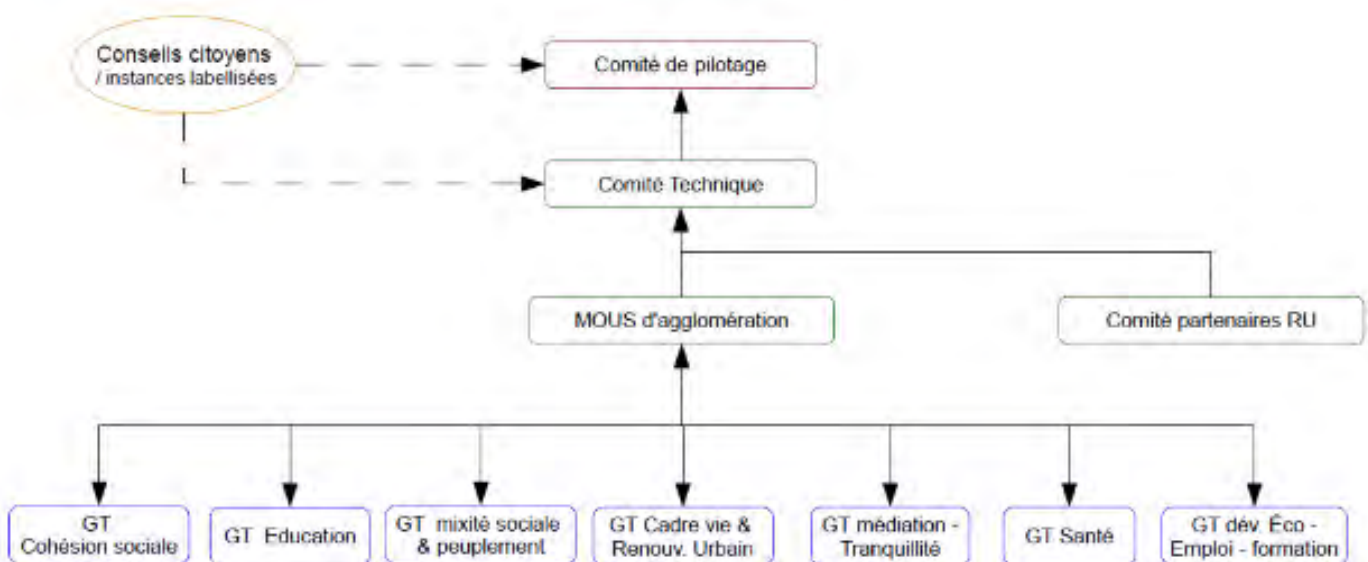 Conseils citoyens
/ instances labellisées
Comité de pilotage
Comité Technique
MOUS d'agglomération
Comité partenaires RU
GT
Cohésion sociale
GT Education
GT mixité sociale
& peuplement
GT Cadre vie &
Renouv. Urbain
GT médiation -
Tranquillité
GT Santé
GT dév. Éco -
Emploi - formation